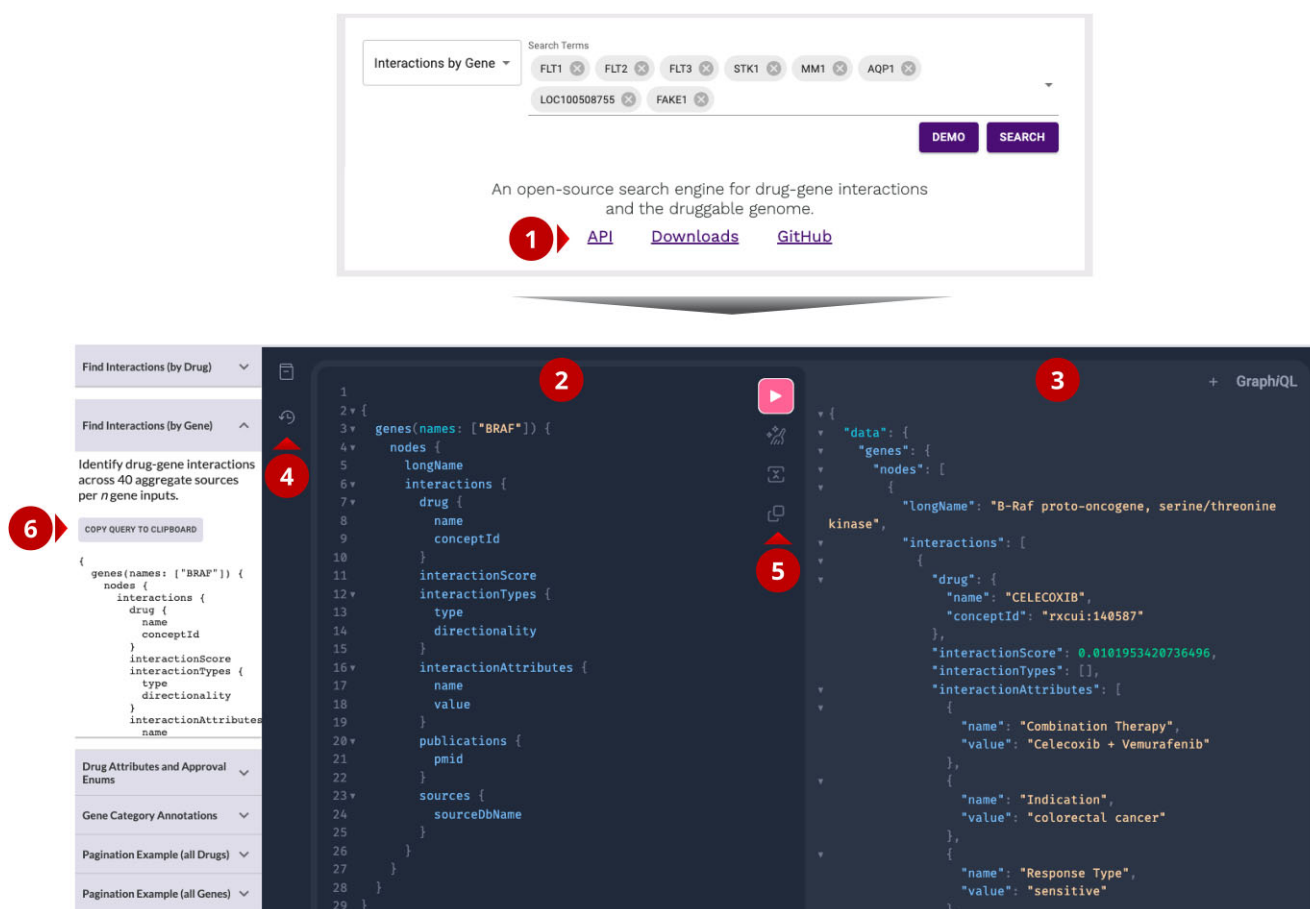 Search Terms
Interactions by Gene
FLT1 FLT2 FLT3 STK1 MM1 AQP1
LOC100508755 FAKE1
DEMO SEARCH
An open-source search engine for drug-gene interactions
and the druggable genome.
1 API Downloads GitHub
Find Interactions (by Drug)
Find Interactions (by Gene)
Identify drug-gene interactions
across 40 aggregate sources
per n gene inputs.
6 COPY QUERY TO CLIPBOARD
{
genes(names: ["BRAF"]) {
nodes {
interactions {
drug {
name
conceptId
}
interactionScore
interactionTypes {
type
directionality
}
interactionAttributes
name
Drug Attributes and Approval
Enums
Gene Category Annotations
Pagination Example (all Drugs)
Pagination Example (all Genes)
4
2
1
2 {
3 genes(names: ["BRAF"]) {
4 nodes {
5 longName
6 interactions {
7 drug {
8 name
9 conceptId
10 }
11 interactionScore
12 interactionTypes {
13 type
14 directionality
15 }
16 interactionAttributes {
17 name
18 value
19 }
20 publications {
21 pmid
22 }
23 sources {
24 sourceDbName
25 }
26 }
27 }
28 }
29 }
5
3
+ GraphiQL
{
"data": {
"genes": {
"nodes": [
{
"longName": "B-Raf proto-oncogene, serine/threonine
kinase",
"interactions": [
{
"drug": {
"name": "CELECOXIB",
"conceptId": "rxcui:140587"
},
"interactionScore": 0.0101953420736496,
"interactionTypes": [],
"interactionAttributes": [
{
"name": "Combination Therapy",
"value": "Celecoxib + Vemurafenib"
},
{
"name": "Indication",
"value": "colorectal cancer"
},
{
"name": "Response Type",
"value": "sensitive"
}